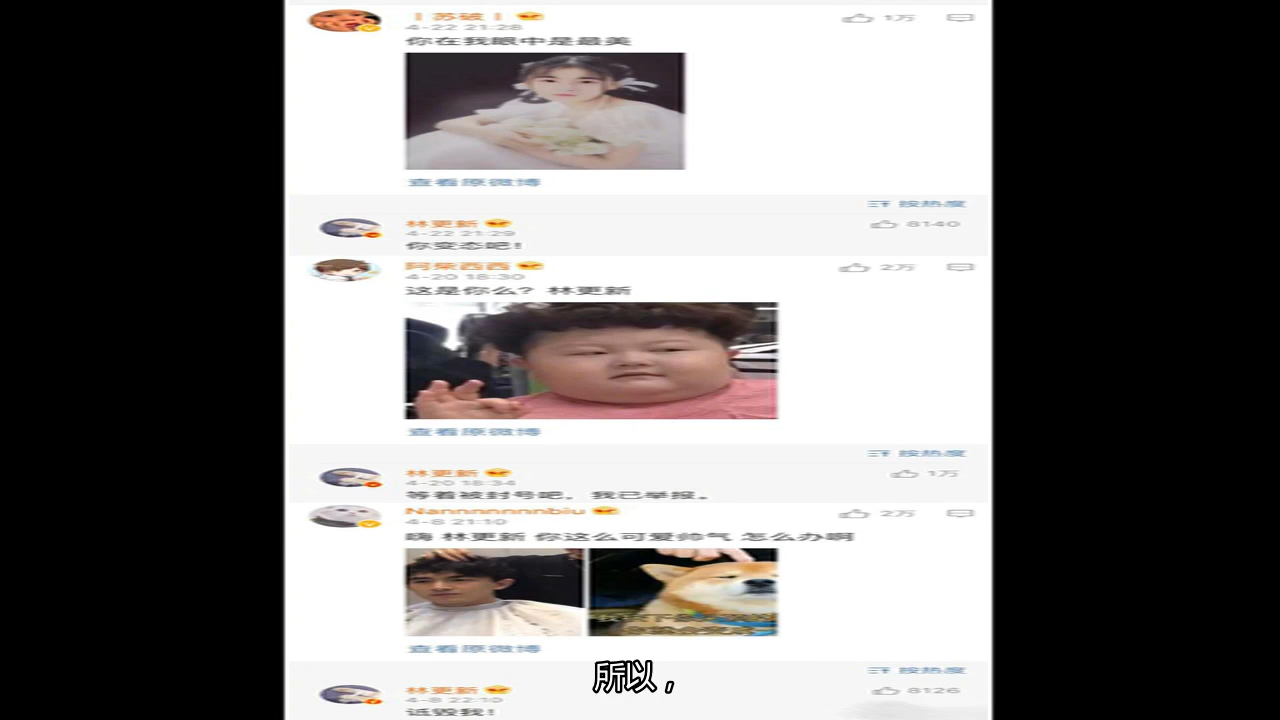 丨苏破丨
4-22 21:28
1万
你在我眼中是最美
查看原微博
按热度
林更新
4-22 21:29
8140
你变态吧！
阿柴西西
4-20 18:30
2万
这是你么？ 林更新
查看原微博
按热度
林更新
4-20 18:34
1万
等着被封号吧，我已举报。
Nannnnnnnnbiu
4-8 21:10
2万
嗨 林更新 你这么可爱帅气 怎么办啊
查看原微博
按热度
林更新
4-8 22:10
8126
诋毁我！
所以，